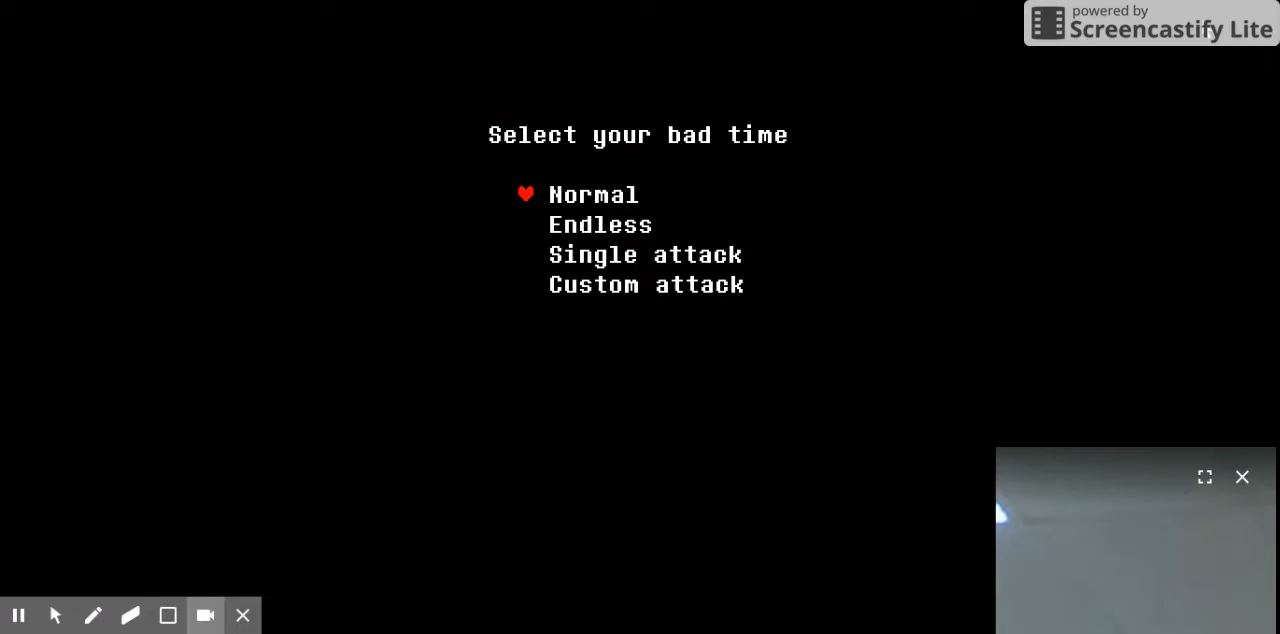 powered by
Screencastify Lite
Select your bad time
Normal
Endless
Single attack
Custom attack